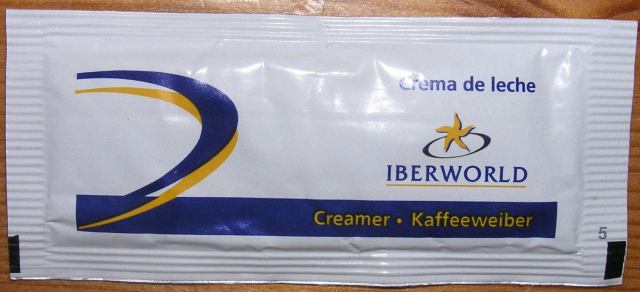 Crema de leche
IBERWORLD
Creamer • Kaffeeweiber
5